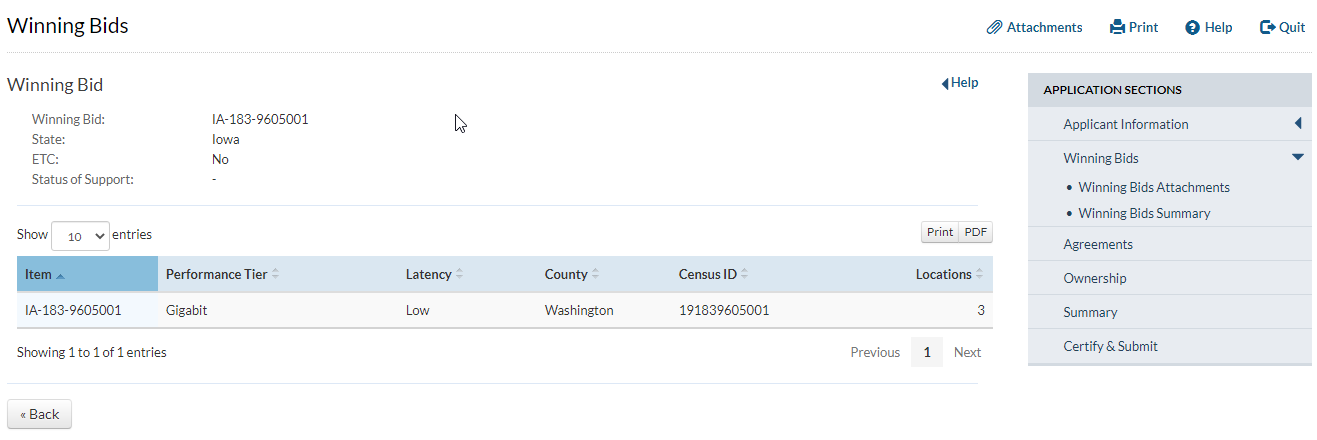 Winning Bids
Attachments Print Help Quit
Winning Bid
Help
Winning Bid: IA-183-9605001
State: Iowa
ETC: No
Status of Support: -
Show 10 entries
Print PDF
Item Performance Tier Latency County Census ID Locations
IA-183-9605001 Gigabit Low Washington 191839605001 3
Showing 1 to 1 of 1 entries
Previous 1 Next
« Back
APPLICATION SECTIONS
Applicant Information
Winning Bids
• Winning Bids Attachments
• Winning Bids Summary
Agreements
Ownership
Summary
Certify & Submit